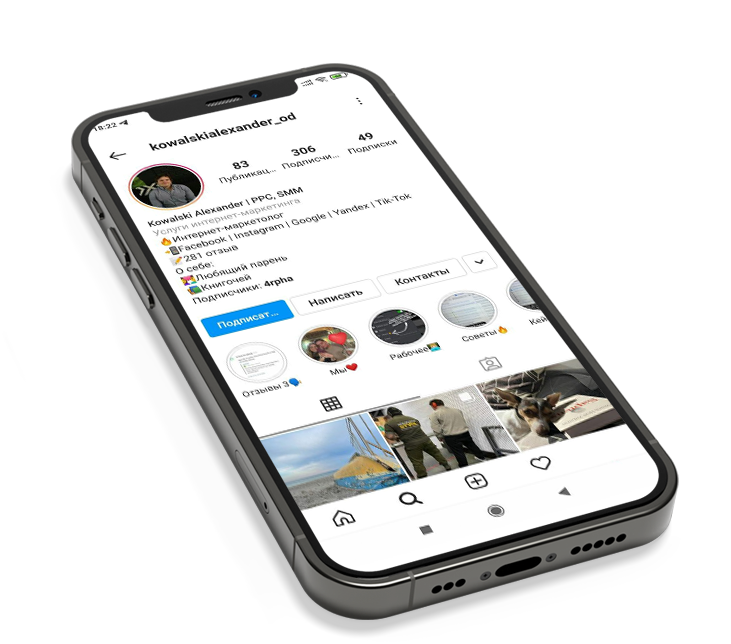 18:22
kowalskialexander_od
83
306
49
Публикац...
Подписчи...
Подписки
Kowalski Alexander | PPC, SMM
Услуги интернет-маркетинга
🔥Интернет-маркетолог
📲Facebook | Instagram | Google | Yandex | Tik-Tok
📝281 отзыв
О себе:
Любящий парень
📚Книгочей
Подписчики: 4rpha
Подписат...
Написать
Контакты
Отзывы 3🗣
Мы❤️
Рабочее👨‍💻
Советы🔥
Кей